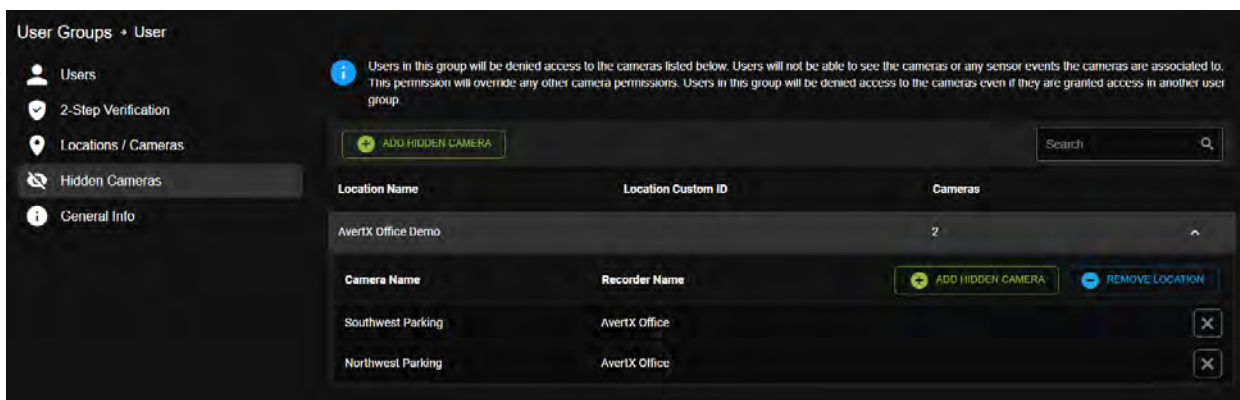 User Groups → User
Users
2-Step Verification
Locations / Cameras
Hidden Cameras
General Info
Users in this group will be denied access to the cameras listed below. Users will not be able to see the cameras or any sensor events the cameras are associated to.
This permission will override any other camera permissions. Users in this group will be denied access to the cameras even if they are granted access in another user
group.
ADD HIDDEN CAMERA
Search
Location Name Location Custom ID Cameras
AvertX Office Demo 2
Camera Name Recorder Name ADD HIDDEN CAMERA REMOVE LOCATION
Southwest Parking AvertX Office
Northwest Parking AvertX Office